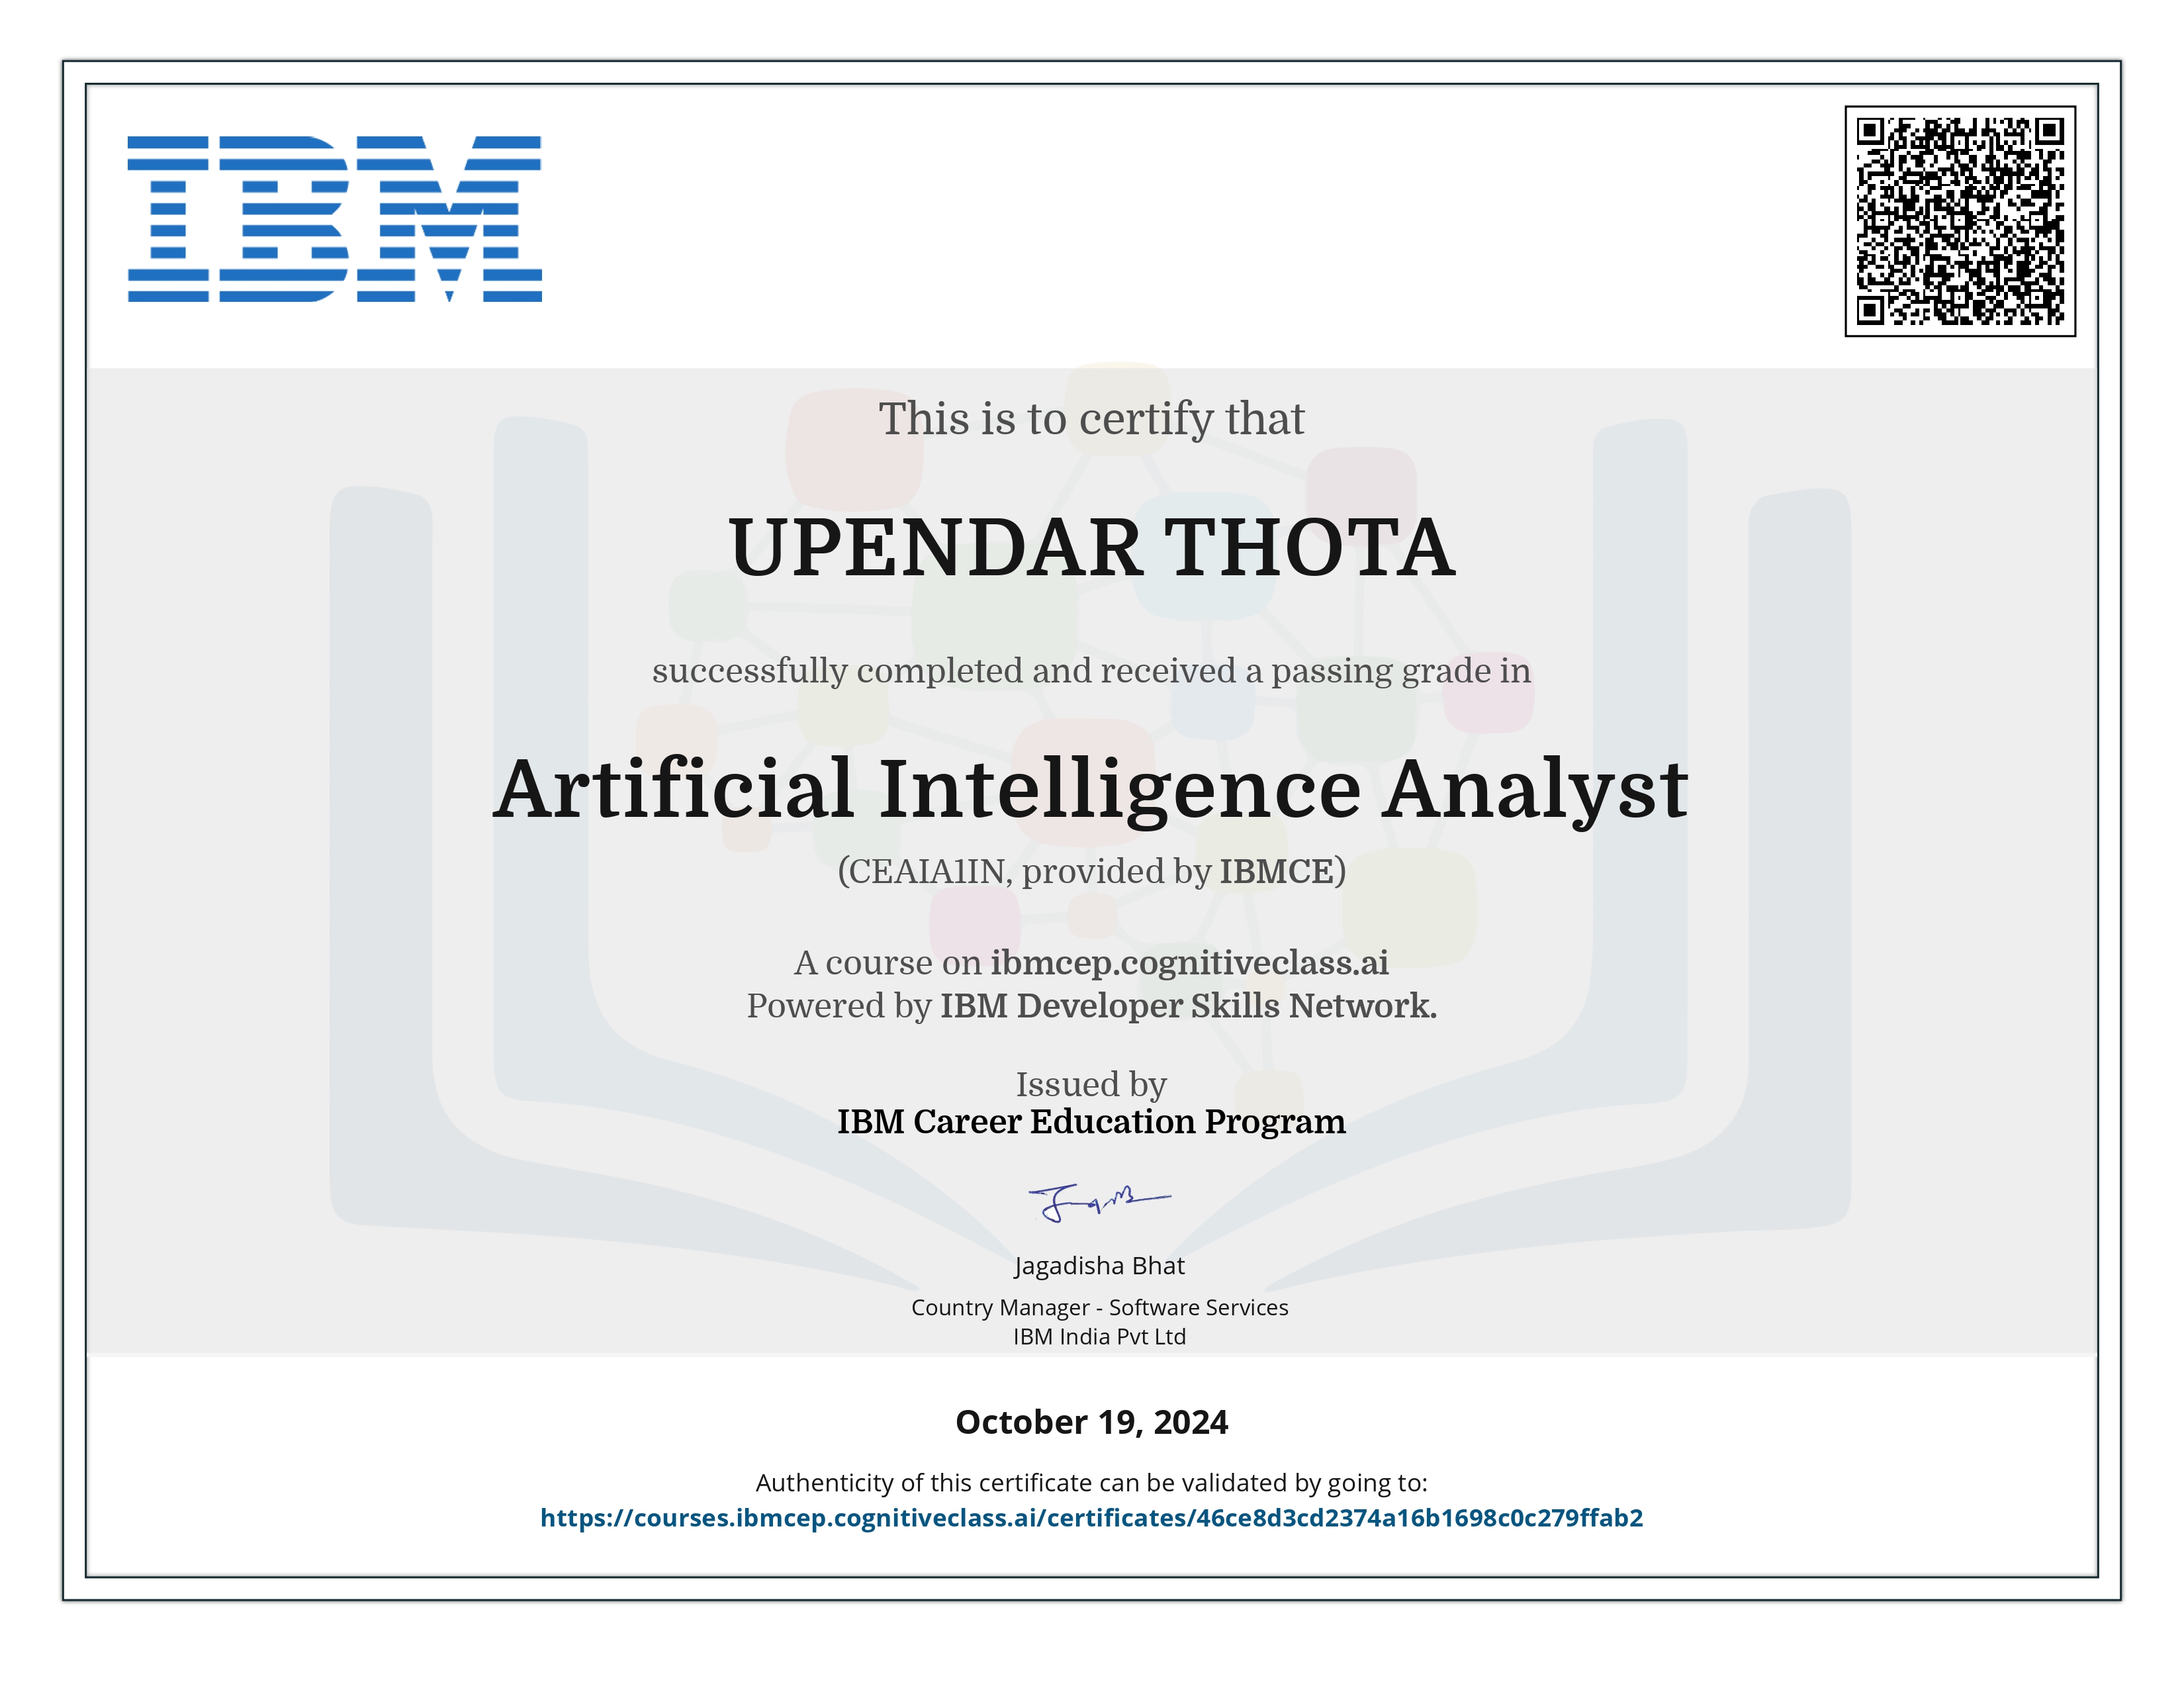 IBM
This is to certify that
UPENDAR THOTA
successfully completed and received a passing grade in
Artificial Intelligence Analyst
(CEAIA1IN, provided by IBMCE)
A course on ibmcep.cognitiveclass.ai
Powered by IBM Developer Skills Network.
Issued by
IBM Career Education Program
Jagadisha Bhat
Country Manager - Software Services
IBM India Pvt Ltd
October 19, 2024
Authenticity of this certificate can be validated by going to:
https://courses.ibmcep.cognitiveclass.ai/certificates/46ce8d3cd2374a16b1698c0c279ffab2